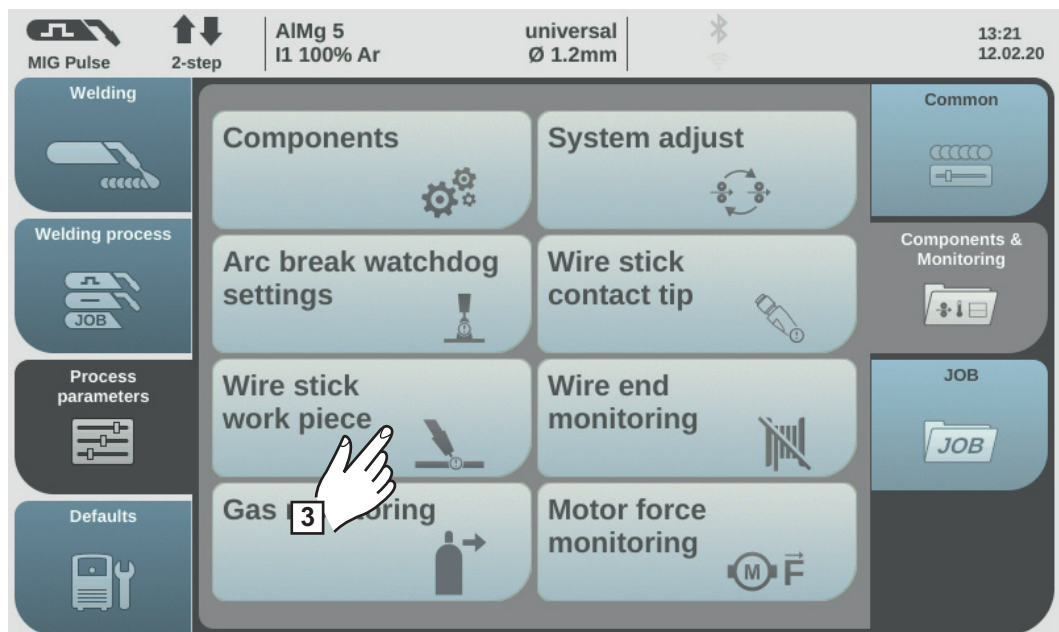 MIG Pulse
2-step
AlMg 5
I1 100% Ar
universal
Ø 1.2mm
13:21
12.02.20
Welding
Welding process
JOB
Process
parameters
Defaults
Components
System adjust
Arc break watchdog
settings
Wire stick
contact tip
Wire stick
work piece
Wire end
monitoring
3
Gas
Motor force
monitoring
M F
Common
Components &
Monitoring
JOB
JOB